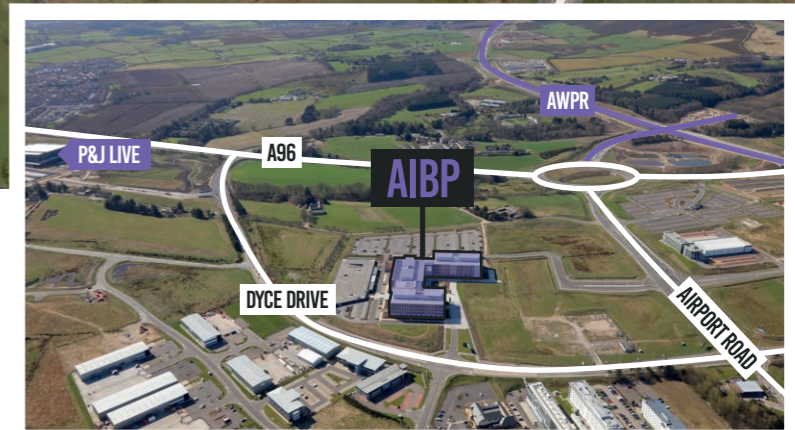 AWPR
P&J LIVE
A96
AIBP
DYCE DRIVE
AIRPORT ROAD